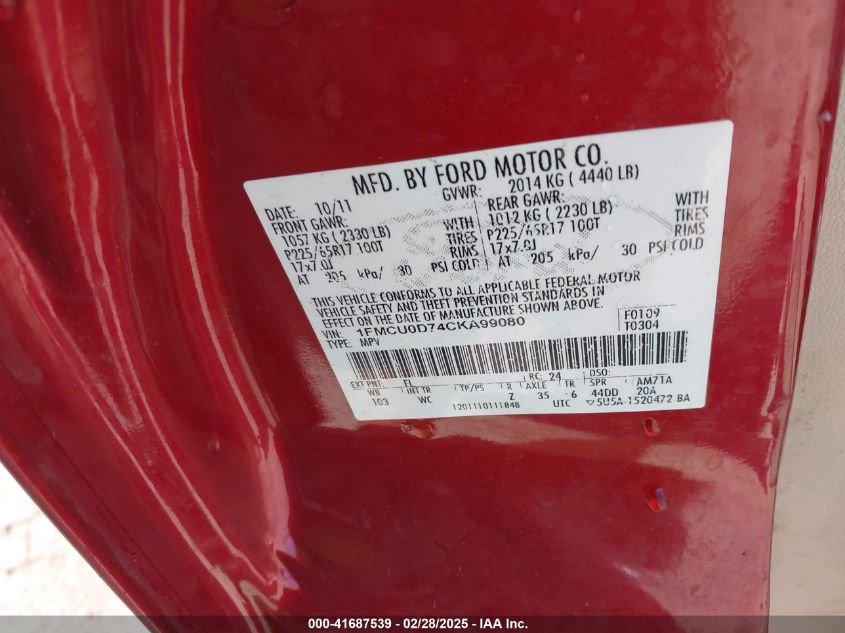 MFD. BY FORD MOTOR CO.
DATE: 10/11
GVWR: 2014 KG ( 4440 LB)
FRONT GAWR:
REAR GAWR:
1057 KG ( 2330 LB) WITH
1012 KG ( 2230 LB) WITH
P225/65R17 100T TIRES
P225/65R17 100T TIRES
17x7.0J RIMS
17x7.0J RIMS
AT 205 kPa/ 30 PSI COLD
AT 205 kPa/ 30 PSI COLD
THIS VEHICLE CONFORMS TO ALL APPLICABLE FEDERAL MOTOR
VEHICLE SAFETY AND THEFT PREVENTION STANDARDS IN
EFFECT ON THE DATE OF MANUFACTURE SHOWN ABOVE.
VIN: 1FMCU0D74CKA99080
TYPE: MPV
F0109
T0304
EXT PNT: EL RC: 24 DSO:
WB INT TR TP/PS R AXLE TR SPR AM71A
103 WC Z 35 6 44DD 20A
1201110111848 UTC ▽5U5A-1520472 BA
000-41687539 - 02/28/2025 - IAA Inc.